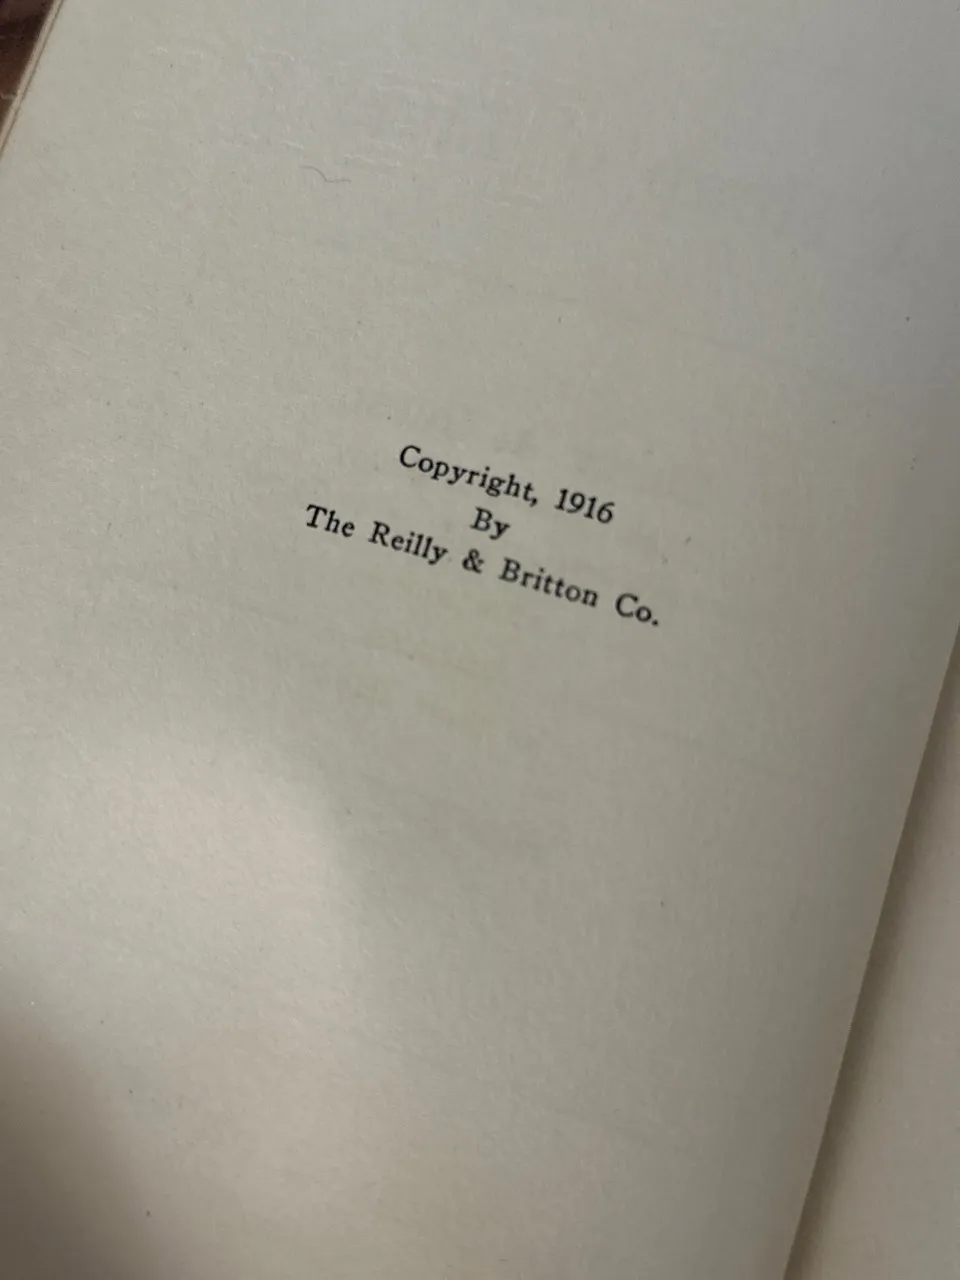 Copyright, 1916
By
The Reilly & Britton Co.